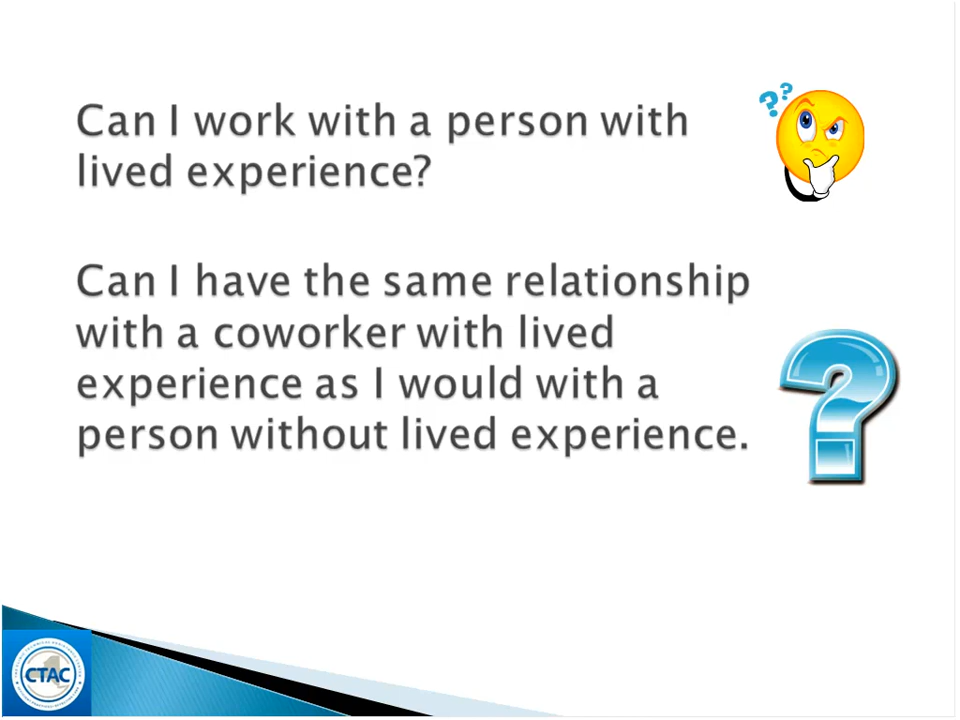 Can I work with a person with
lived experience?
Can I have the same relationship
with a coworker with lived
experience as I would with a
person without lived experience.
CTAC